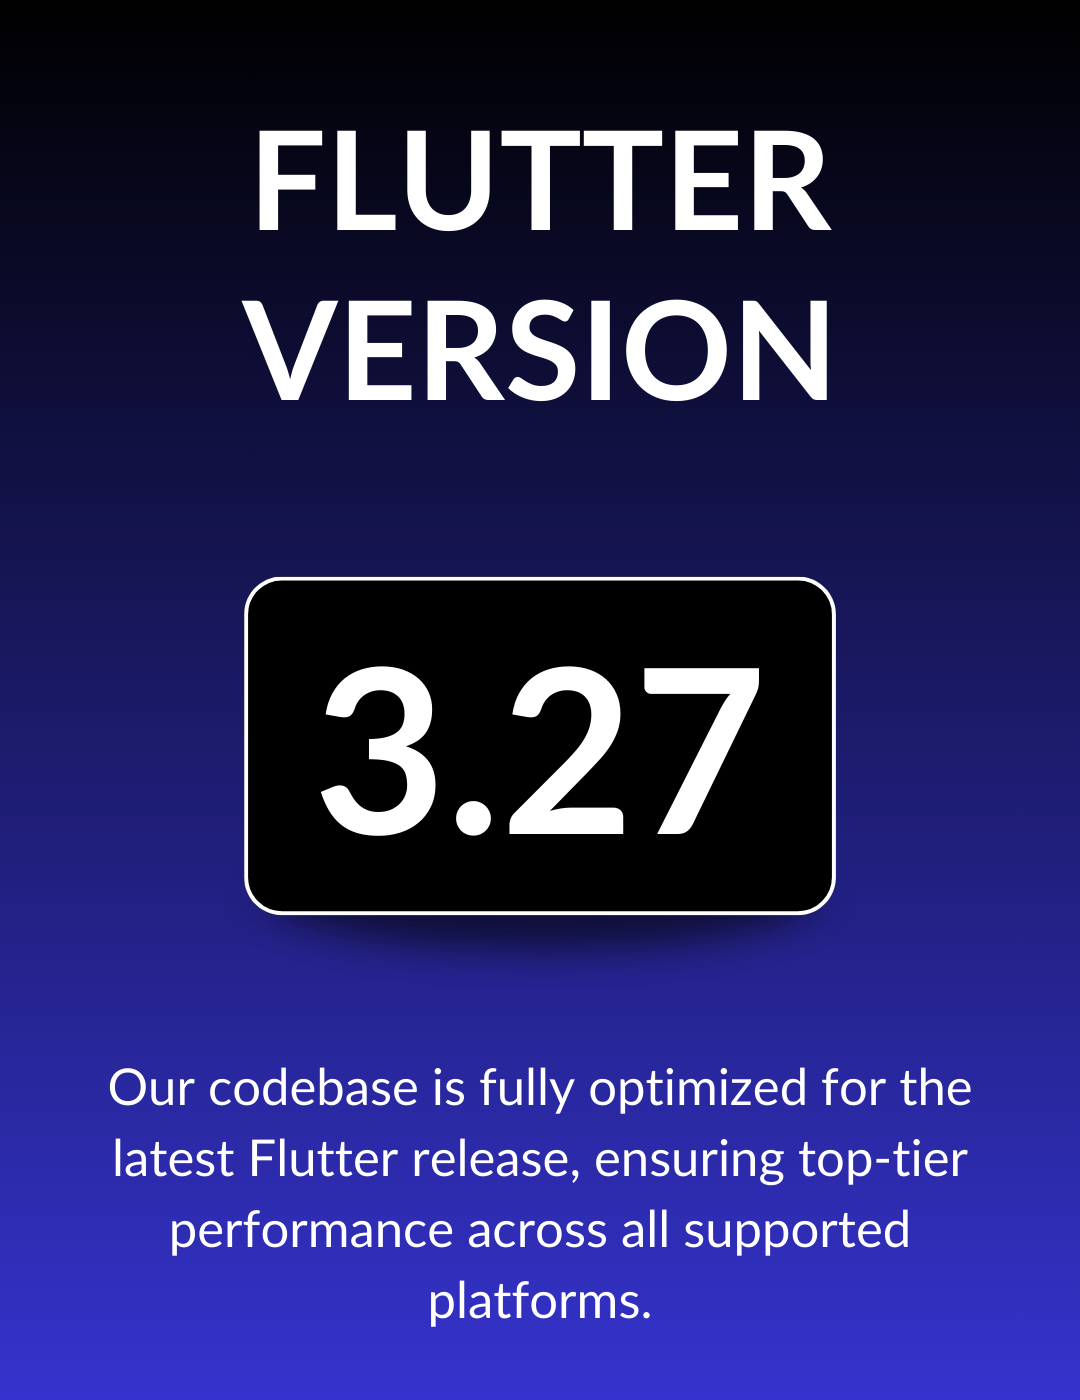 FLUTTER
VERSION
3.27
Our codebase is fully optimized for the
latest Flutter release, ensuring top-tier
performance across all supported
platforms.